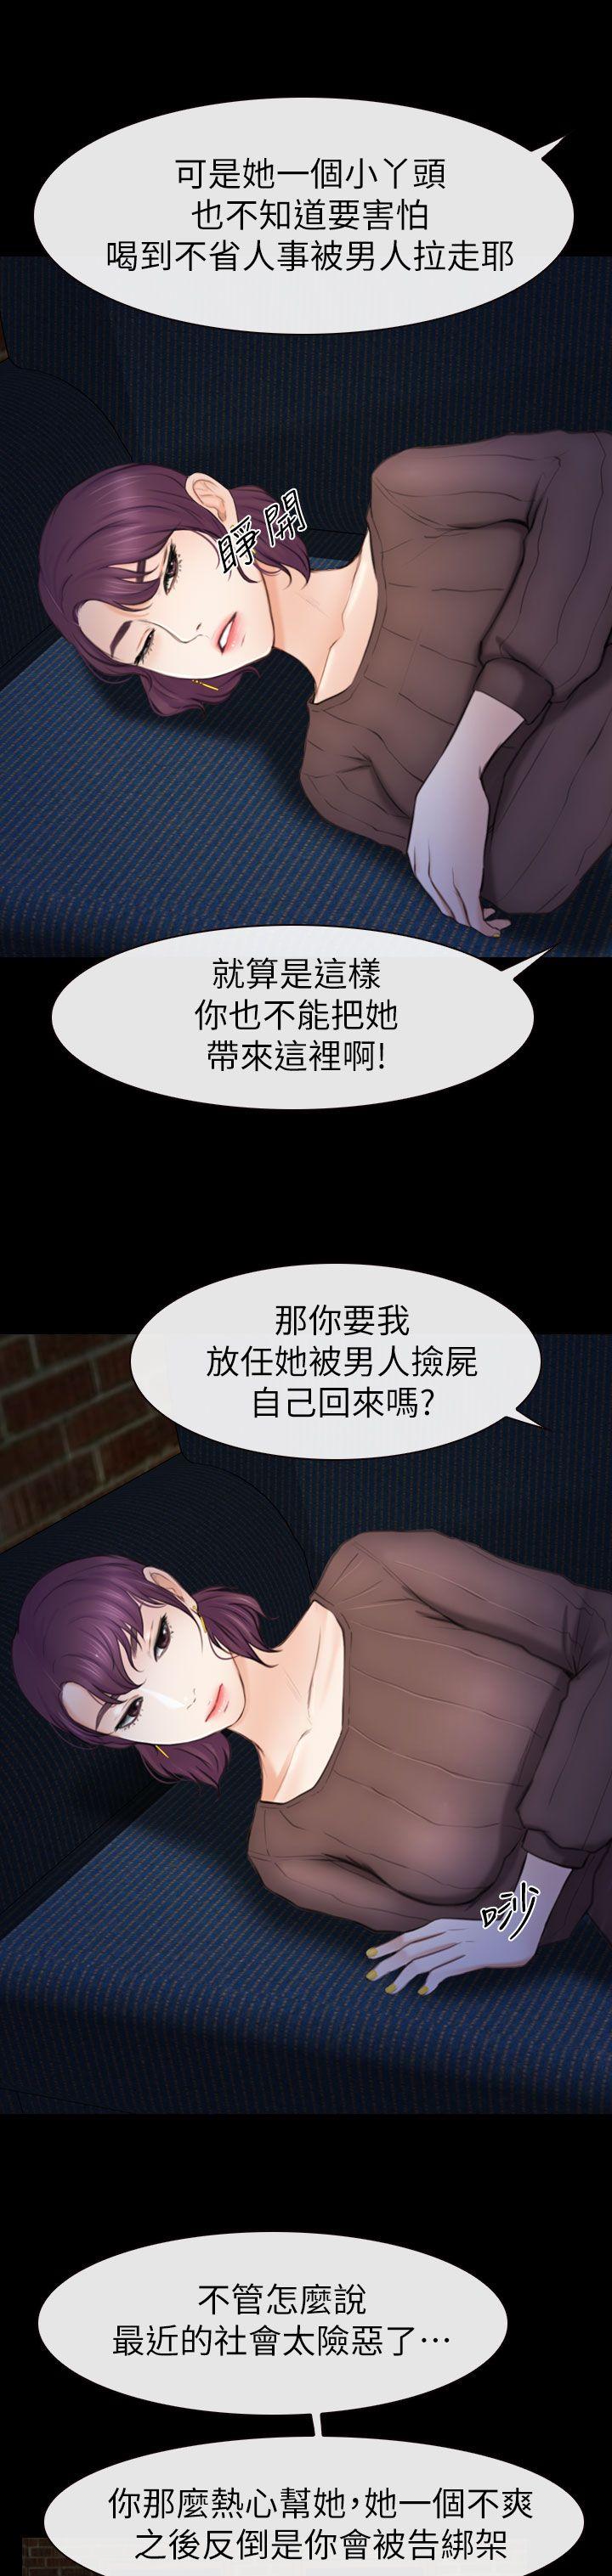 可是她一個小丫頭
也不知道要害怕
喝到不省人事被男人拉走耶
睜開
就算是這樣
你也不能把她
帶來這裡啊!
那你要我
放任她被男人撿屍
自己回來嗎?
唦
不管怎麼說
最近的社會太險惡了⋯
你那麼熱心幫她,她一個不爽
之後反倒是你會被告綁架